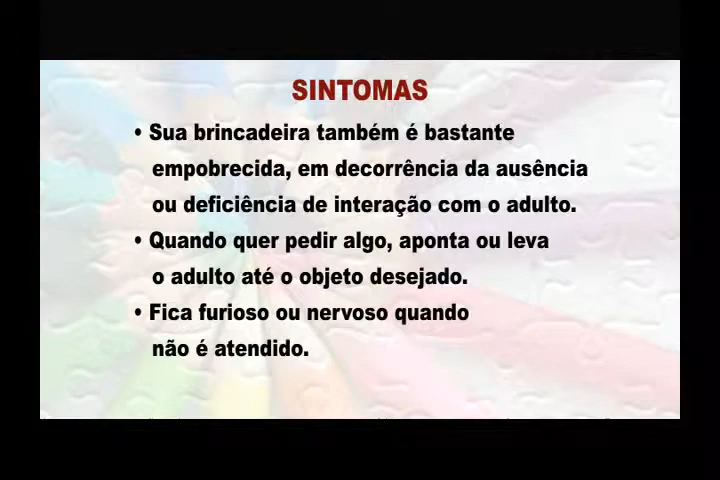 SINTOMAS
• Sua brincadeira também é bastante
empobrecida, em decorrência da ausência
ou deficiência de interação com o adulto.
• Quando quer pedir algo, aponta ou leva
o adulto até o objeto desejado.
• Fica furioso ou nervoso quando
não é atendido.